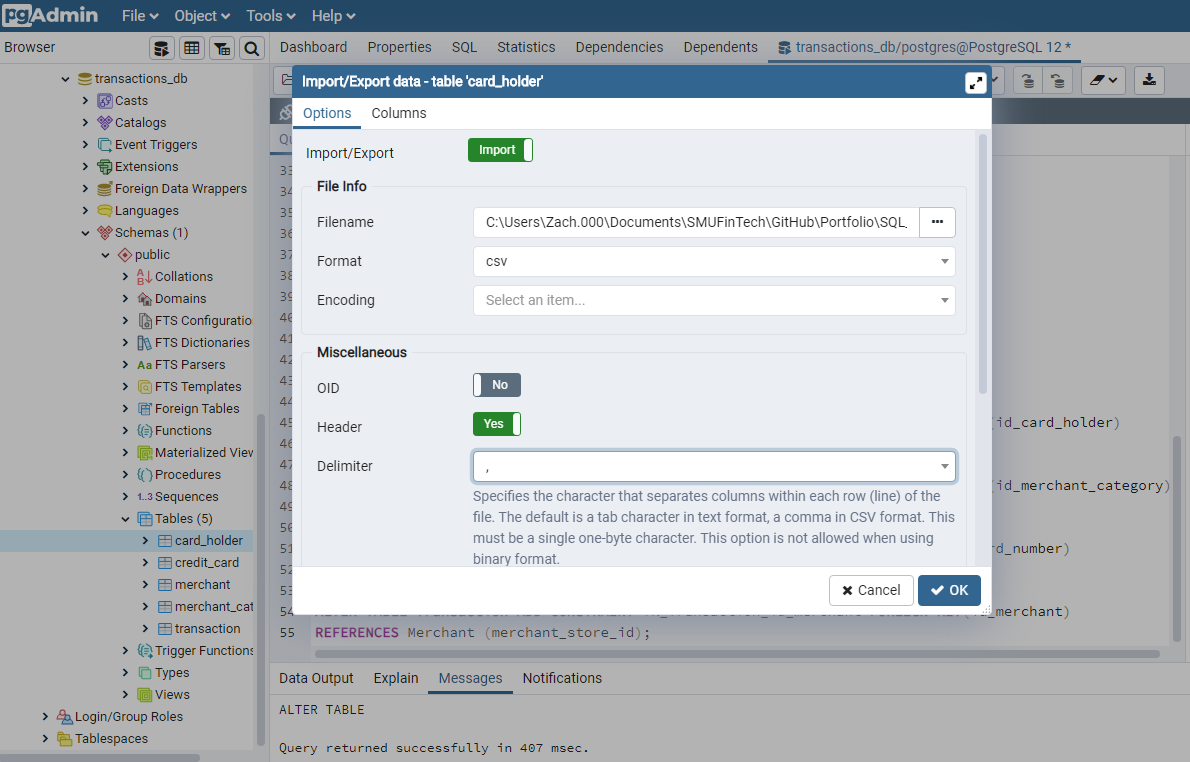 pgAdmin File Object Tools Help
Browser Dashboard Properties SQL Statistics Dependencies Dependents transactions_db/postgres@PostgreSQL 12 *
transactions_db
Casts
Catalogs
Event Triggers
Extensions
Foreign Data Wrappers
Languages
Schemas (1)
public
Collations
Domains
FTS Configuratio
FTS Dictionaries
Aa FTS Parsers
FTS Templates
Foreign Tables
Functions
Materialized View
Procedures
1..3 Sequences
Tables (5)
card_holder
credit_card
merchant
merchant_cat
transaction
Trigger Functions
Types
Views
Login/Group Roles
Tablespaces
Import/Export data - table 'card_holder'
Options Columns
Import/Export Import
File Info
Filename C:\Users\Zach.000\Documents\SMUFinTech\GitHub\Portfolio\SQL_ ...
Format csv
Encoding Select an item...
Miscellaneous
OID No
Header Yes
Delimiter ,
Specifies the character that separates columns within each row (line) of the
file. The default is a tab character in text format, a comma in CSV format. This
must be a single one-byte character. This option is not allowed when using
binary format.
Cancel OK
33
34
35
36
37
38
39
40
41
42
43
44
45 (id_card_holder)
46
47
48 (id_merchant_category)
49
50
51 rd_number)
52
53
54 _merchant)
55 REFERENCES Merchant (merchant_store_id);
Data Output Explain Messages Notifications
ALTER TABLE
Query returned successfully in 407 msec.